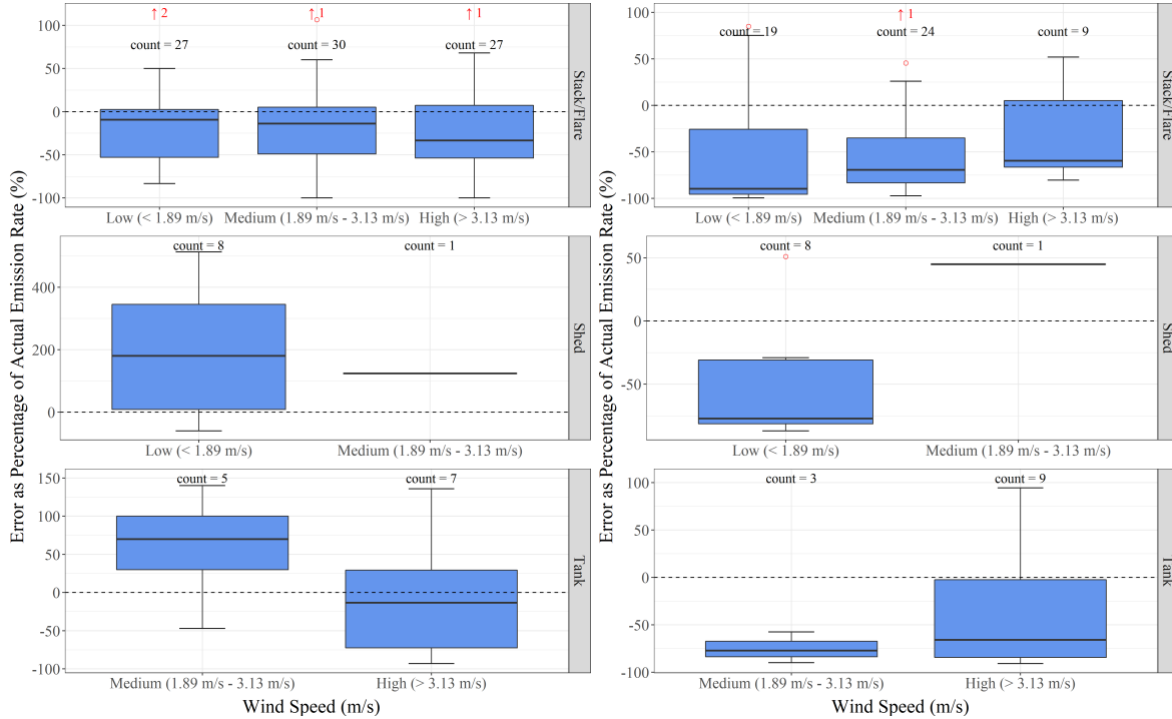 Error as Percentage of Actual Emission Rate (%)
↑ 2
↑ 1
↑ 1
count = 27
count = 30
count = 27
100
50
0
-50
-100
Stack/Flare
Low (< 1.89 m/s)
Medium (1.89 m/s - 3.13 m/s)
High (> 3.13 m/s)
count = 8
count = 1
400
200
0
Shed
Low (< 1.89 m/s)
Medium (1.89 m/s - 3.13 m/s)
count = 5
count = 7
150
100
50
0
-50
-100
Tank
Medium (1.89 m/s - 3.13 m/s)
High (> 3.13 m/s)
Wind Speed (m/s)
Error as Percentage of Actual Emission Rate (%)
↑ 1
count = 19
count = 24
count = 9
100
50
0
-50
-100
Stack/Flare
Low (< 1.89 m/s)
Medium (1.89 m/s - 3.13 m/s)
High (> 3.13 m/s)
count = 8
count = 1
50
0
-50
Shed
Low (< 1.89 m/s)
Medium (1.89 m/s - 3.13 m/s)
count = 3
count = 9
100
50
0
-50
-100
Tank
Medium (1.89 m/s - 3.13 m/s)
High (> 3.13 m/s)
Wind Speed (m/s)